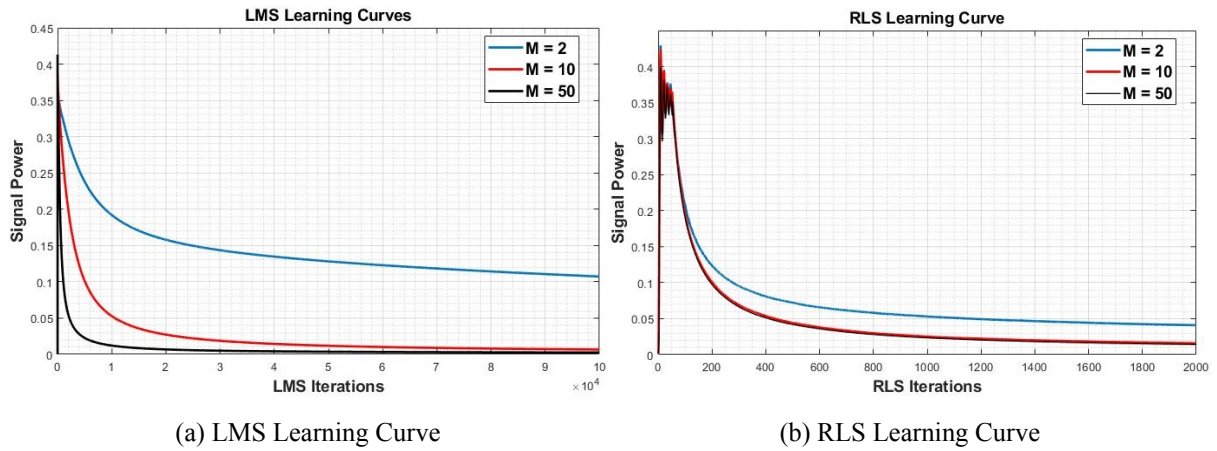 LMS Learning Curves
0.45
0.4
0.35
0.3
0.25
0.2
0.15
0.1
0.05
0
Signal Power
M = 2
M = 10
M = 50
0 1 2 3 4 5 6 7 8 9 10
LMS Iterations
× 10^4
(a) LMS Learning Curve
RLS Learning Curve
0.4
0.35
0.3
0.25
0.2
0.15
0.1
0.05
0
Signal Power
M = 2
M = 10
M = 50
0 200 400 600 800 1000 1200 1400 1600 1800 2000
RLS Iterations
(b) RLS Learning Curve